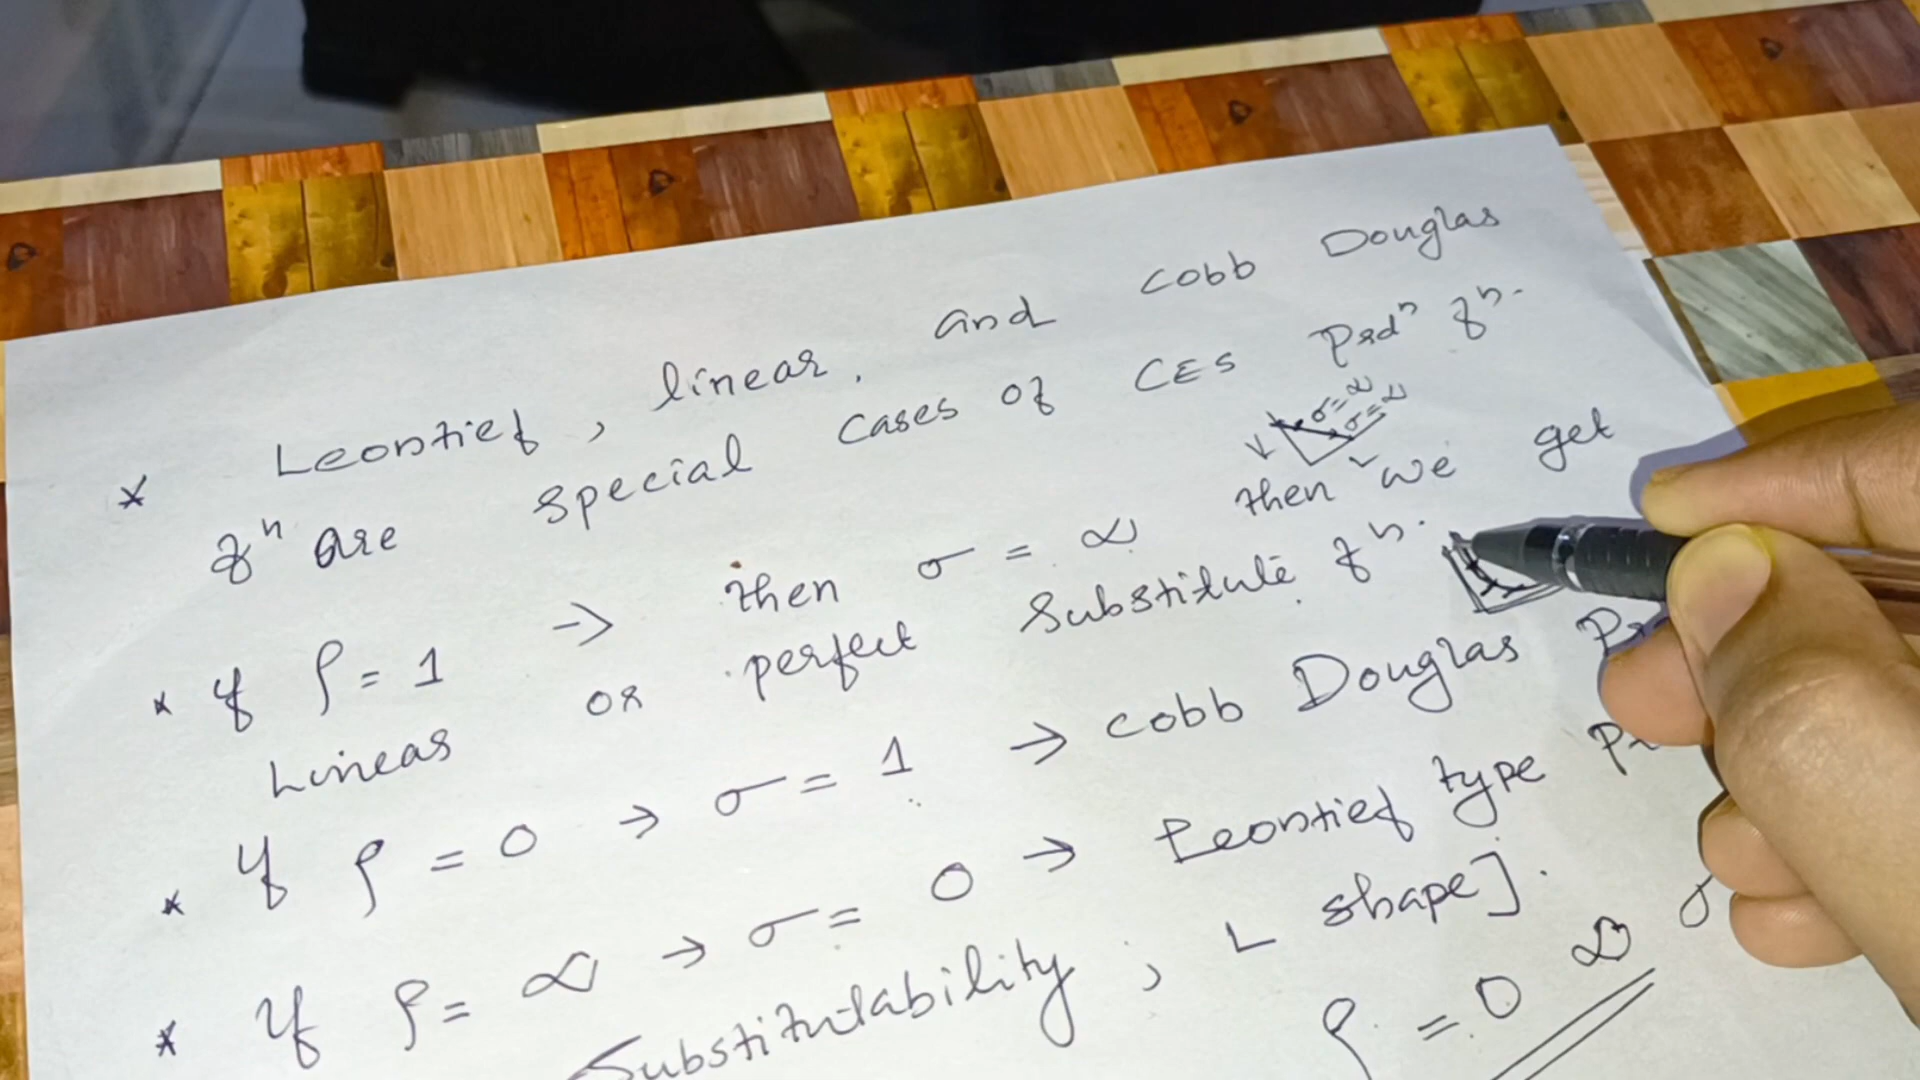 * Leontief, linear, and Cobb Douglas
fⁿ are special cases of CES Prdⁿ fⁿ.
σ=∞
σ=∞
V L
* If ρ = 1 → then σ = ∞ then we get
Linear or perfect substitute fⁿ.
* If ρ = 0 → σ = 1 → Cobb Douglas
* If ρ = ∞ → σ = 0 → Leontief type
Substitutability, L shape].
ρ = 0 ∞ σ